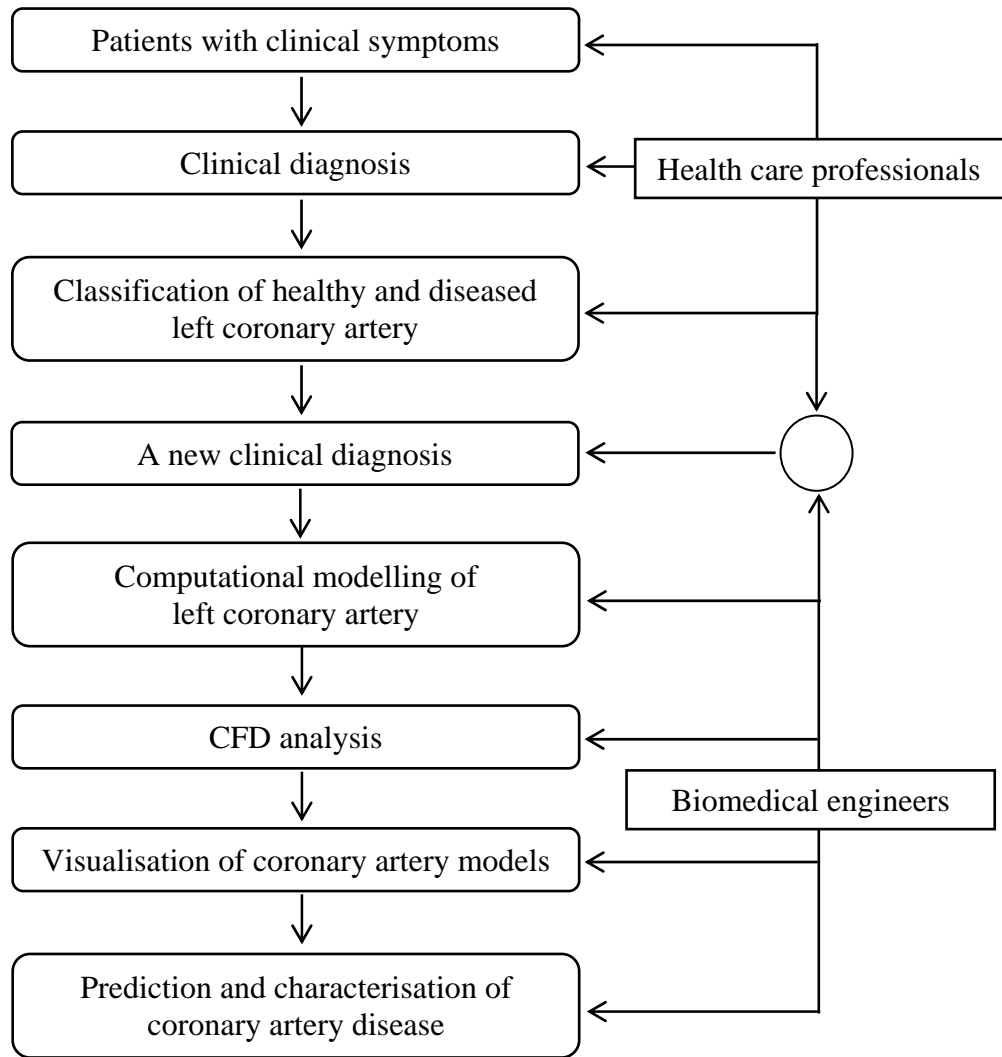 Patients with clinical symptoms
Clinical diagnosis
Health care professionals
Classification of healthy and diseased
left coronary artery
A new clinical diagnosis
Computational modelling of
left coronary artery
CFD analysis
Biomedical engineers
Visualisation of coronary artery models
Prediction and characterisation of
coronary artery disease